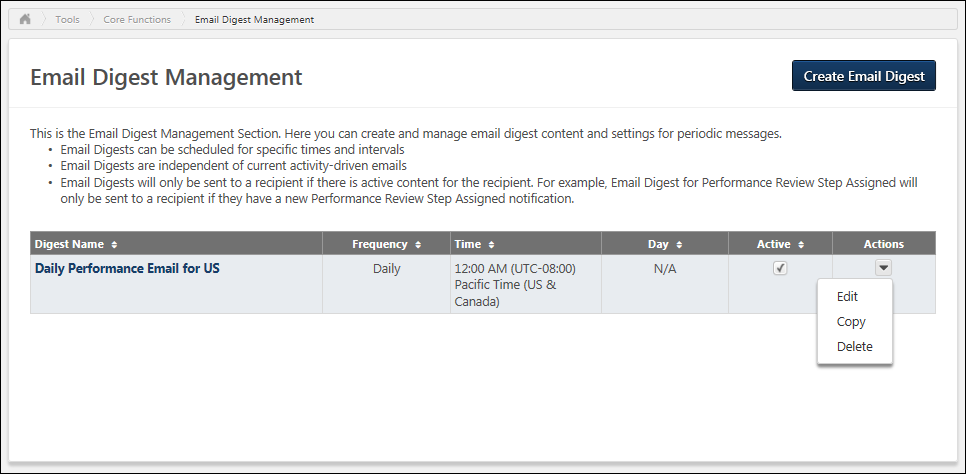 Tools Core Functions Email Digest Management
Email Digest Management
Create Email Digest
This is the Email Digest Management Section. Here you can create and manage email digest content and settings for periodic messages.
• Email Digests can be scheduled for specific times and intervals
• Email Digests are independent of current activity-driven emails
• Email Digests will only be sent to a recipient if there is active content for the recipient. For example, Email Digest for Performance Review Step Assigned will
only be sent to a recipient if they have a new Performance Review Step Assigned notification.
Digest Name Frequency Time Day Active Actions
Daily Performance Email for US Daily 12:00 AM (UTC-08:00) N/A
Pacific Time (US &
Canada)
Edit
Copy
Delete